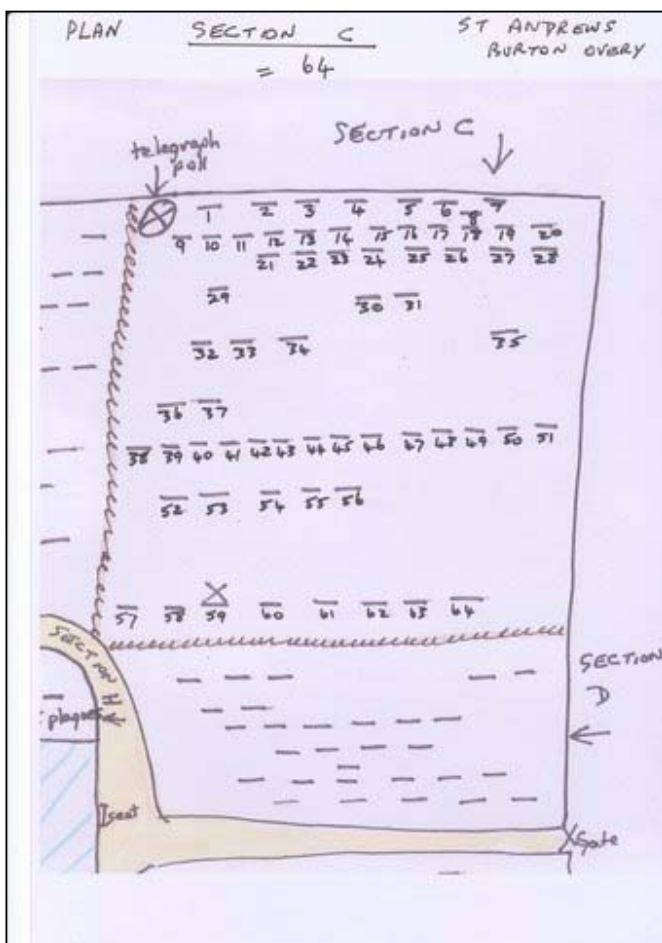 PLAN SECTION C ST ANDREWS
= 64 BURTON OVERY
SECTION C
telegraph
pole
1 2 3 4 5 6 7
8
9 10 11 12 13 14 15 16 17 18 19 20
21 22 23 24 25 26 27 28
29 30 31
32 33 34 35
36 37
38 39 40 41 42 43 44 45 46 47 48 49 50 51
52 53 54 55 56
57 58 59 60 61 62 63 64
SECTION H
SECTION
D
plaque
seat
Gate